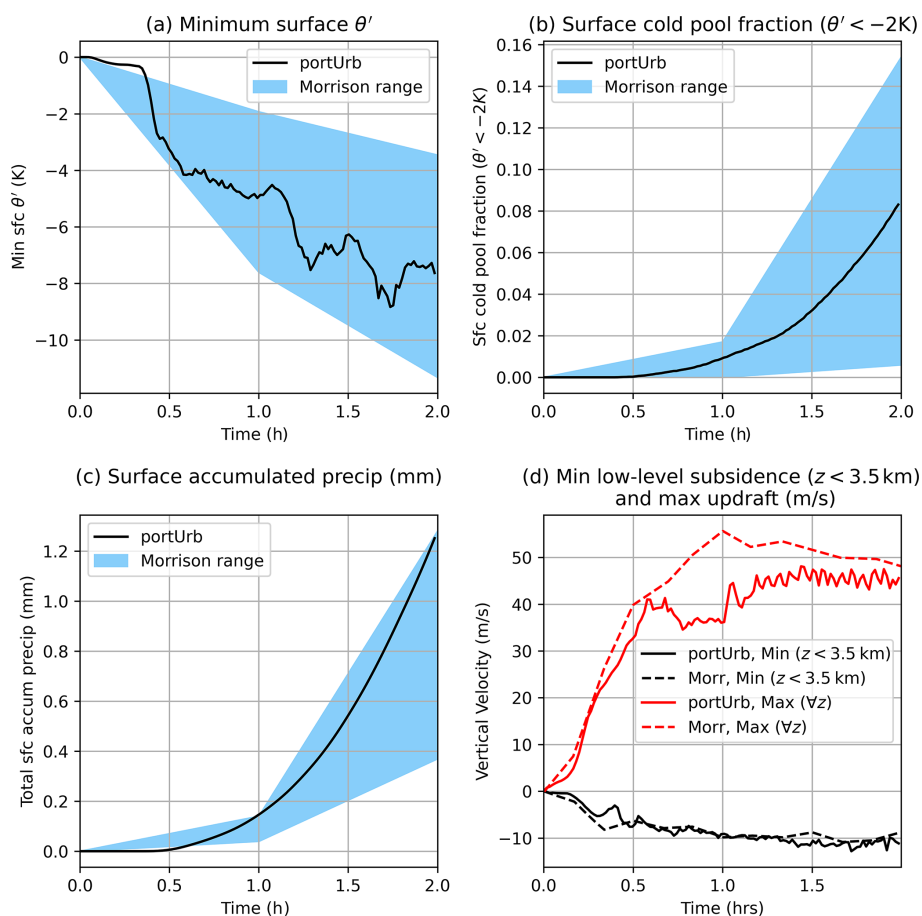 (a) Minimum surface θ′
0
−2
−4
−6
−8
−10
Min sfc θ′ (K)
portUrb
Morrison range
0.0 0.5 1.0 1.5 2.0
Time (h)
(b) Surface cold pool fraction (θ′ < −2K)
0.16
0.14
0.12
0.10
0.08
0.06
0.04
0.02
0.00
Sfc cold pool fraction (θ′ < −2K)
portUrb
Morrison range
0.0 0.5 1.0 1.5 2.0
Time (h)
(c) Surface accumulated precip (mm)
1.2
1.0
0.8
0.6
0.4
0.2
0.0
Total sfc accum precip (mm)
portUrb
Morrison range
0.0 0.5 1.0 1.5 2.0
Time (h)
(d) Min low-level subsidence (z < 3.5 km)
and max updraft (m/s)
50
40
30
20
10
0
−10
Vertical Velocity (m/s)
portUrb, Min (z < 3.5 km)
Morr, Min (z < 3.5 km)
portUrb, Max (∀z)
Morr, Max (∀z)
0.0 0.5 1.0 1.5
Time (hrs)